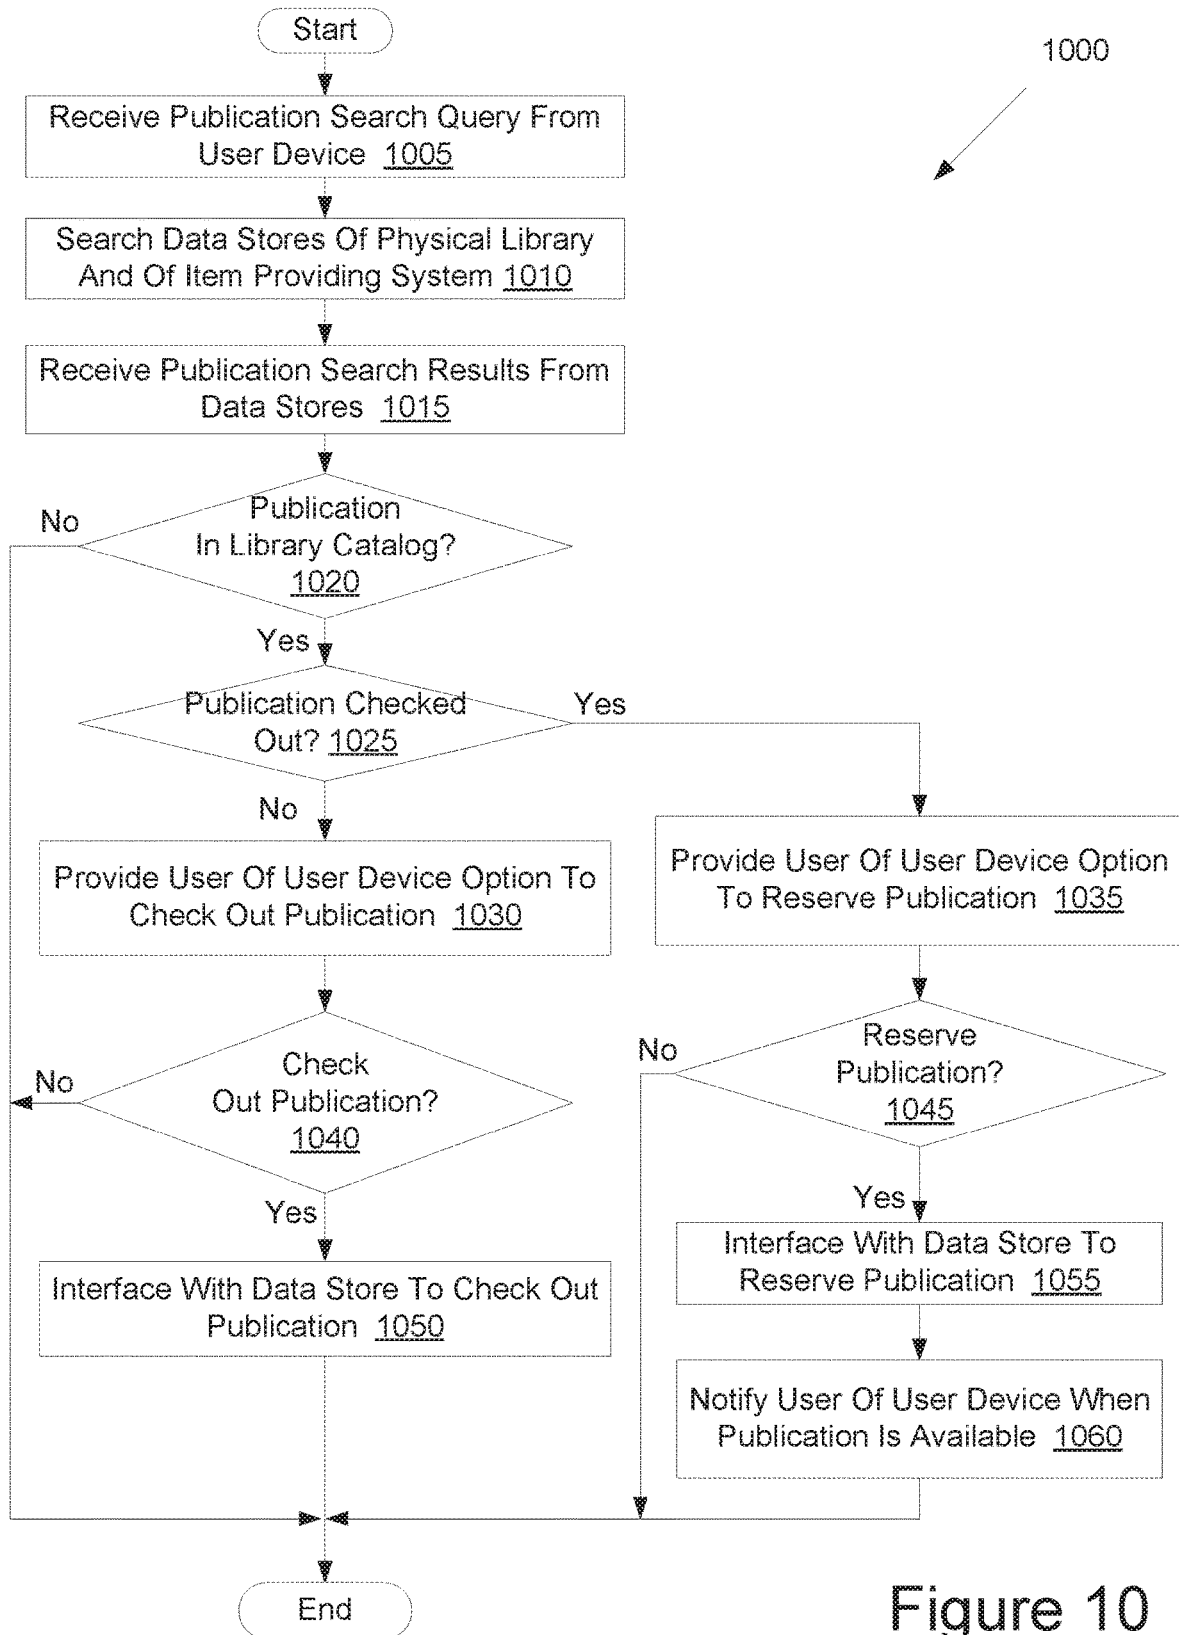 Start
1000
Receive Publication Search Query From
User Device 1005
Search Data Stores Of Physical Library
And Of Item Providing System 1010
Receive Publication Search Results From
Data Stores 1015
No
Publication
In Library Catalog?
1020
Yes
Publication Checked
Out? 1025
Yes
No
Provide User Of User Device Option To
Check Out Publication 1030
Provide User Of User Device Option
To Reserve Publication 1035
No
Check
Out Publication?
1040
No
Reserve
Publication?
1045
Yes
Yes
Interface With Data Store To Check Out
Publication 1050
Interface With Data Store To
Reserve Publication 1055
Notify User Of User Device When
Publication Is Available 1060
End
Figure 10